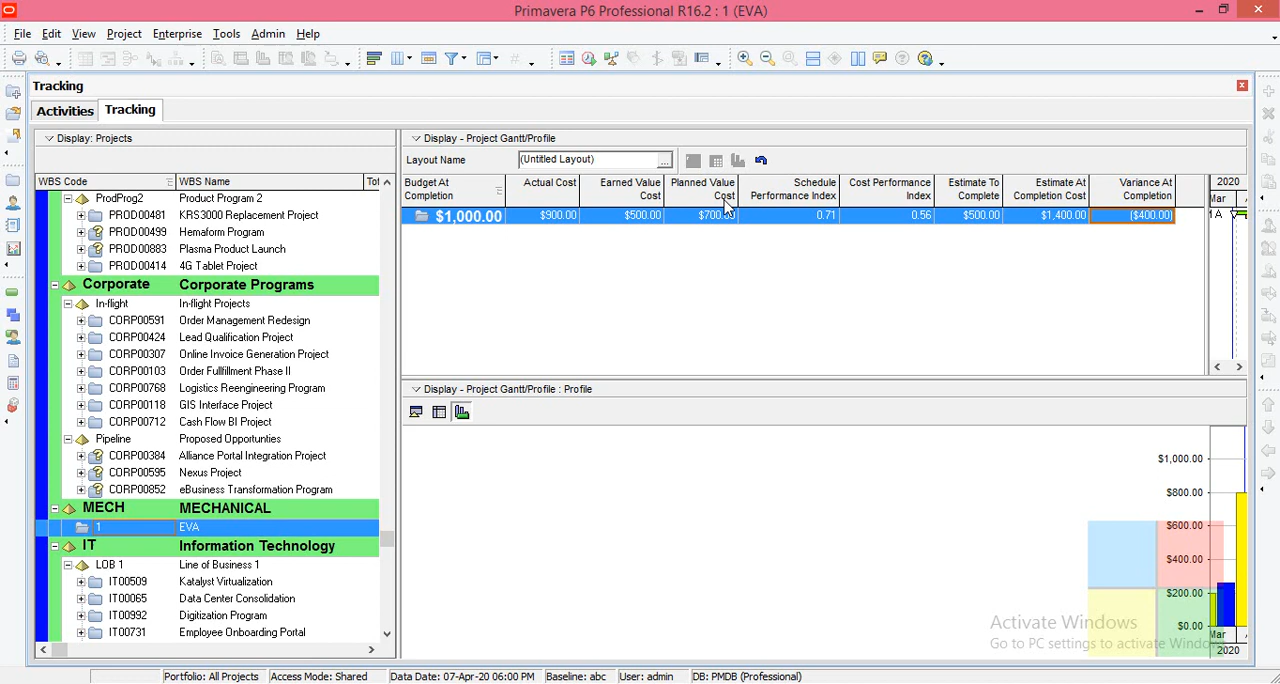 Primavera P6 Professional R16.2 : 1 (EVA)
File Edit View Project Enterprise Tools Admin Help
Tracking
Activities Tracking
Display: Projects
WBS Code WBS Name Tot
ProdProg2 Product Program 2
PROD00481 KRS3000 Replacement Project
PROD00499 Hemaform Program
PROD00883 Plasma Product Launch
PROD00414 4G Tablet Project
Corporate Corporate Programs
In-flight In-flight Projects
CORP00591 Order Management Redesign
CORP00424 Lead Qualification Project
CORP00307 Online Invoice Generation Project
CORP00103 Order Fullfillment Phase II
CORP00768 Logistics Reengineering Program
CORP00118 GIS Interface Project
CORP00712 Cash Flow BI Project
Pipeline Proposed Opportunties
CORP00384 Alliance Portal Integration Project
CORP00595 Nexus Project
CORP00852 eBusiness Transformation Program
MECH MECHANICAL
1 EVA
IT Information Technology
LOB 1 Line of Business 1
IT00509 Katalyst Virtualization
IT00065 Data Center Consolidation
IT00992 Digitization Program
IT00731 Employee Onboarding Portal
Display - Project Gantt/Profile
Layout Name (Untitled Layout) ...
Budget At Completion Actual Cost Earned Value Cost Planned Value Cost Schedule Performance Index Cost Performance Index Estimate To Complete Estimate At Completion Cost Variance At Completion 2020 Mar A
$1,000.00 $900.00 $500.00 $700.00 0.71 0.56 $500.00 $1,400.00 ($400.00)
Display - Project Gantt/Profile : Profile
$1,000.00
$800.00
$600.00
$400.00
$200.00
$0.00
Mar
2020
Activate Windows
Go to PC settings to activate Windows
Portfolio: All Projects Access Mode: Shared Data Date: 07-Apr-20 06:00 PM Baseline: abc User: admin DB: PMDB (Professional)